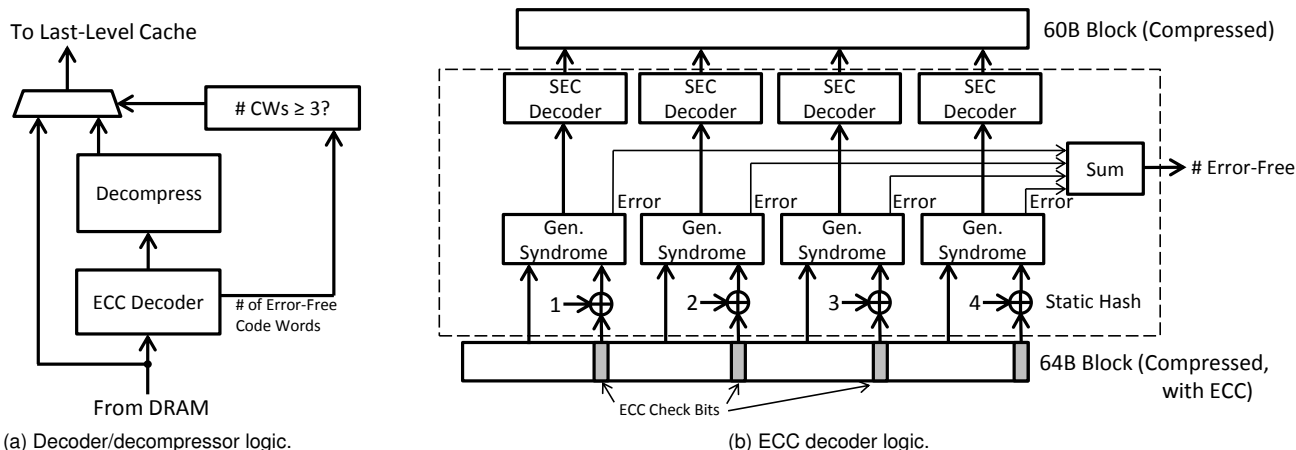 To Last-Level Cache
# CWs ≥ 3?
Decompress
ECC Decoder
# of Error-Free
Code Words
From DRAM
(a) Decoder/decompressor logic.
60B Block (Compressed)
SEC
Decoder
SEC
Decoder
SEC
Decoder
SEC
Decoder
Sum
# Error-Free
Error
Error
Error
Error
Gen.
Syndrome
Gen.
Syndrome
Gen.
Syndrome
Gen.
Syndrome
1
2
3
4
Static Hash
64B Block (Compressed,
with ECC)
ECC Check Bits
(b) ECC decoder logic.